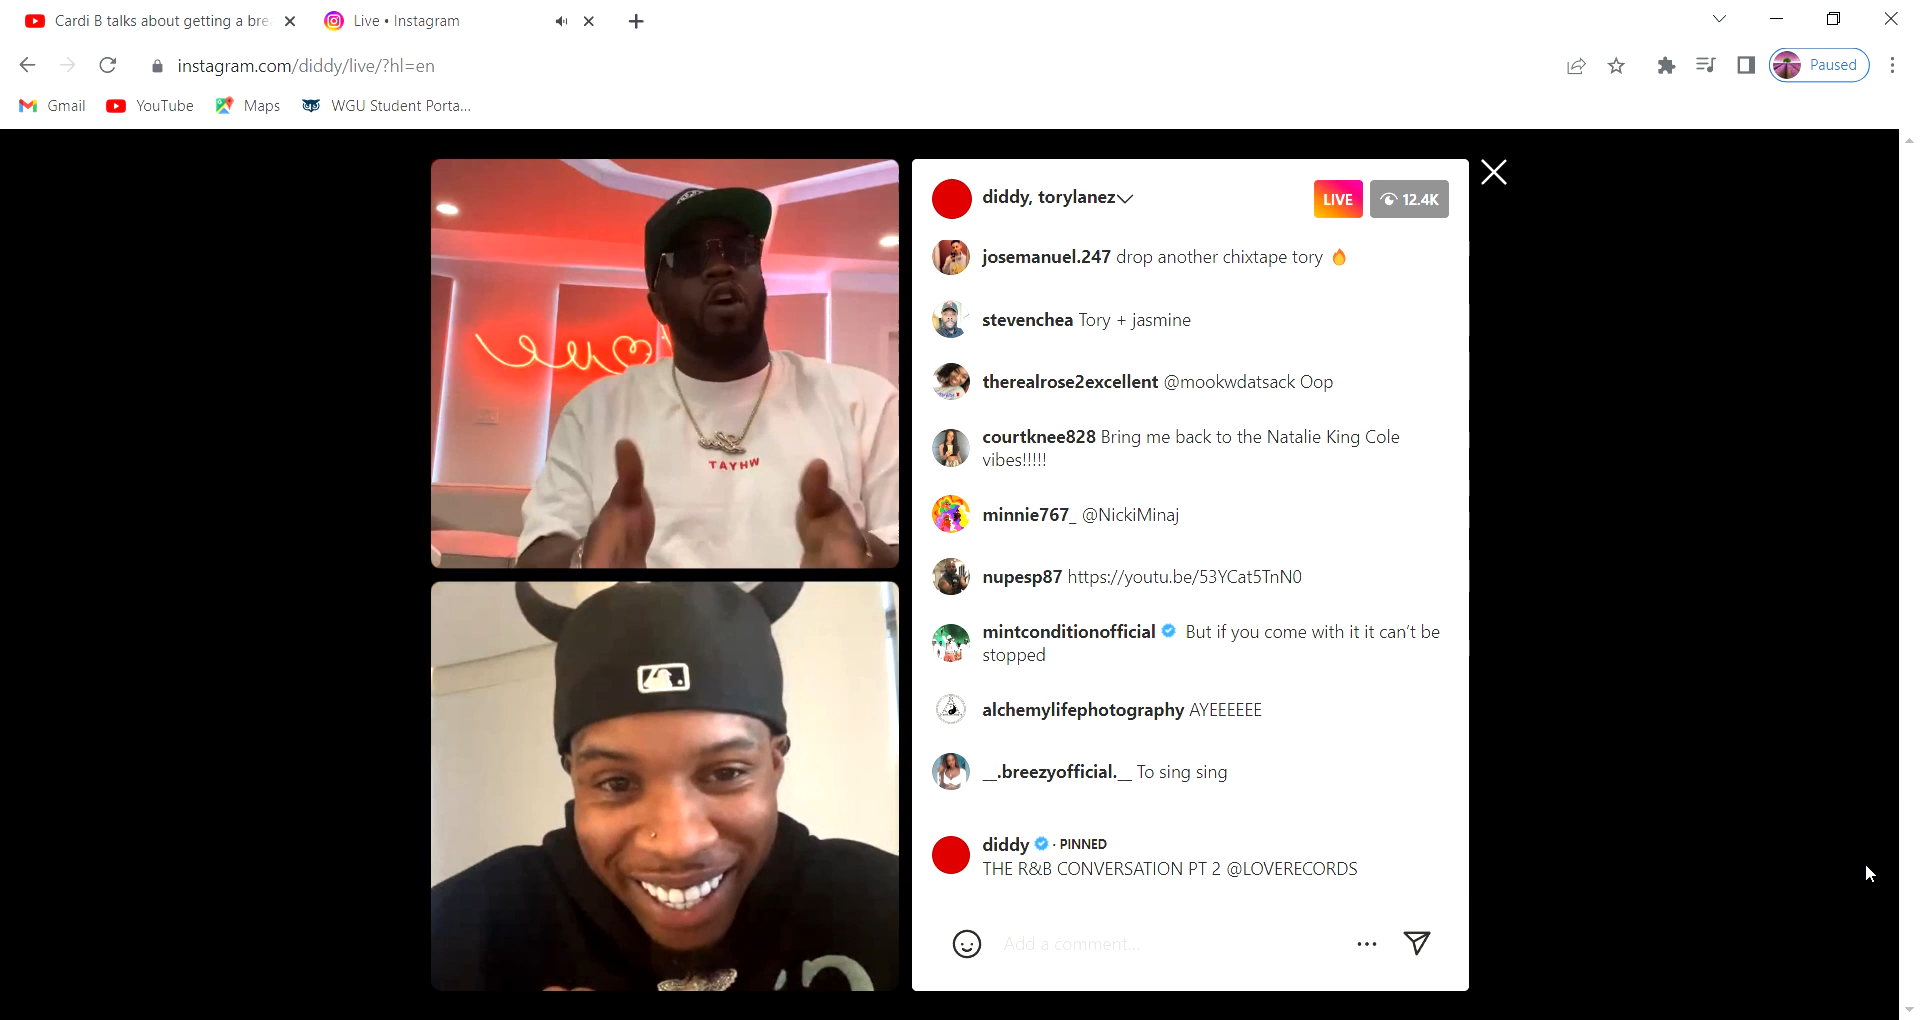 Cardi B talks about getting a bre
Live • Instagram
instagram.com/diddy/live/?hl=en
Paused
Gmail
YouTube
Maps
WGU Student Porta...
diddy, torylanez
LIVE
12.4K
josemanuel.247 drop another chixtape tory 🔥
stevenchea Tory + jasmine
therealrose2excellent @mookwdatsack Oop
courtknee828 Bring me back to the Natalie King Cole
vibes!!!!!
minnie767_ @NickiMinaj
nupesp87 https://youtu.be/53YCat5TnN0
mintconditionofficial But if you come with it it can't be
stopped
alchemylifephotography AYEEEEEE
__.breezyofficial.__ To sing sing
diddy · PINNED
THE R&B CONVERSATION PT 2 @LOVERECORDS
Add a comment...
TAYHW